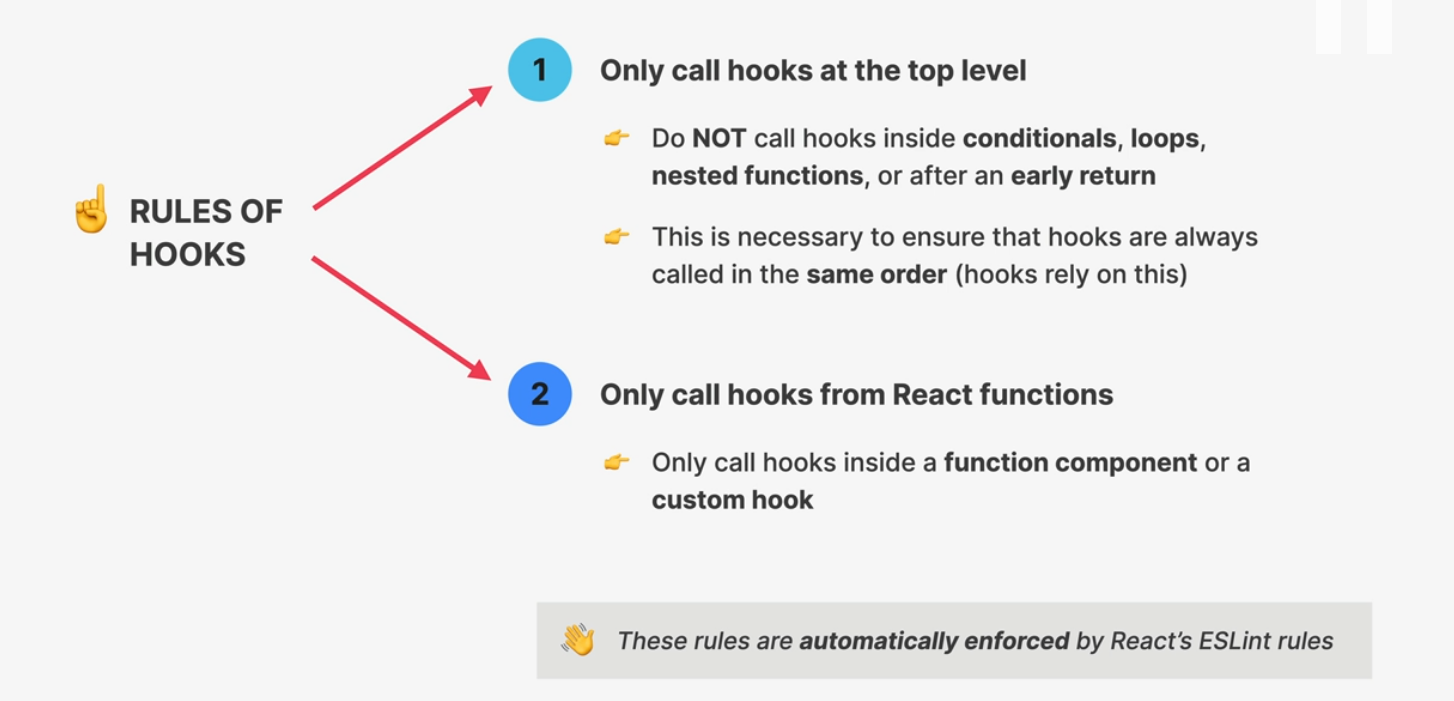 ☝️ RULES OF
HOOKS
1 Only call hooks at the top level
👉 Do NOT call hooks inside conditionals, loops,
nested functions, or after an early return
👉 This is necessary to ensure that hooks are always
called in the same order (hooks rely on this)
2 Only call hooks from React functions
👉 Only call hooks inside a function component or a
custom hook
👋 These rules are automatically enforced by React’s ESLint rules